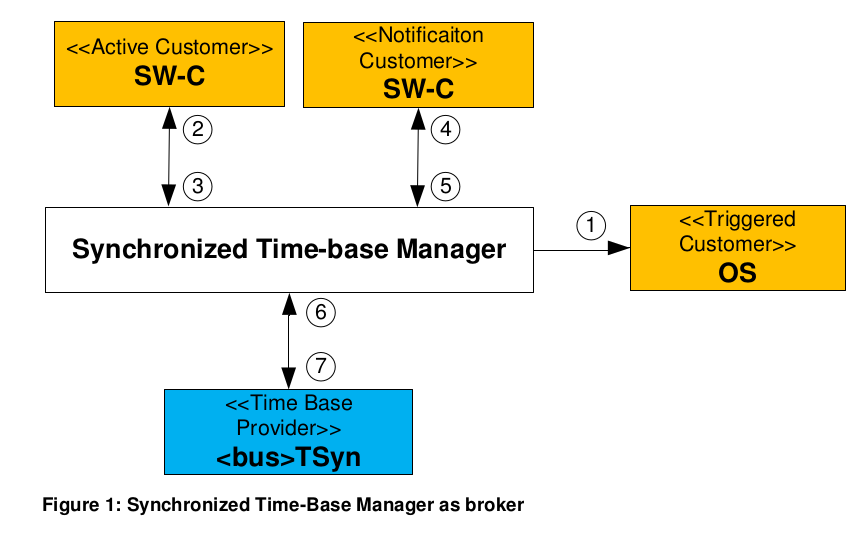 <<Active Customer>>
SW-C
<<Notificaiton
Customer>>
SW-C
2
4
3
5
Synchronized Time-base Manager
1
<<Triggered
Customer>>
OS
6
7
<<Time Base
Provider>>
<bus>TSyn
Figure 1: Synchronized Time-Base Manager as broker